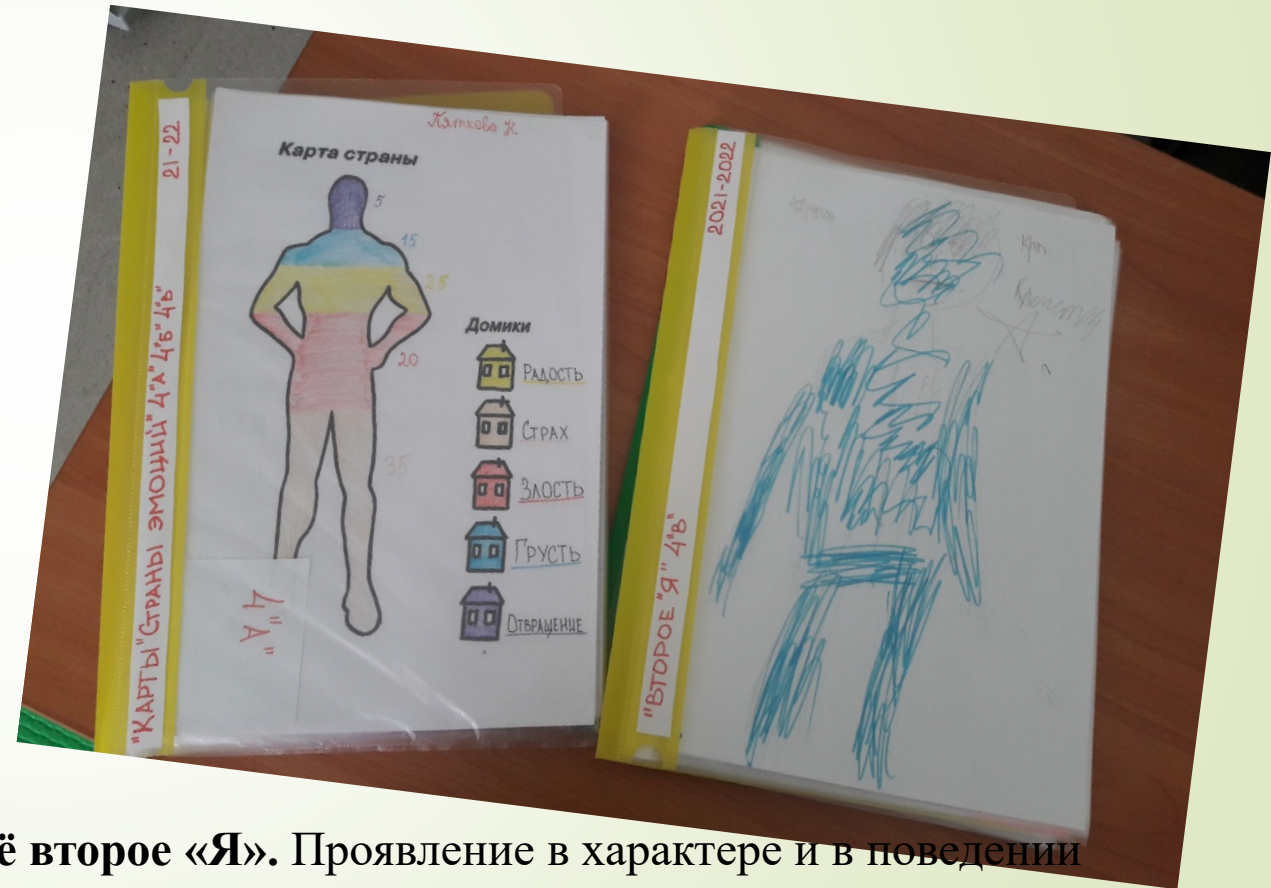 "КАРТЫ "СТРАНЫ ЭМОЦИЙ" 4"А" 4"Б" 4"В" 21-22
Пяткова Н
Карта страны
5
15
25
20
35
Домики
РАДОСТЬ
СТРАХ
ЗЛОСТЬ
ГРУСТЬ
ОТВРАЩЕНИЕ
4"А"
"ВТОРОЕ "Я" 4"В" 2021-2022
ё второе «Я». Проявление в характере и в поведении